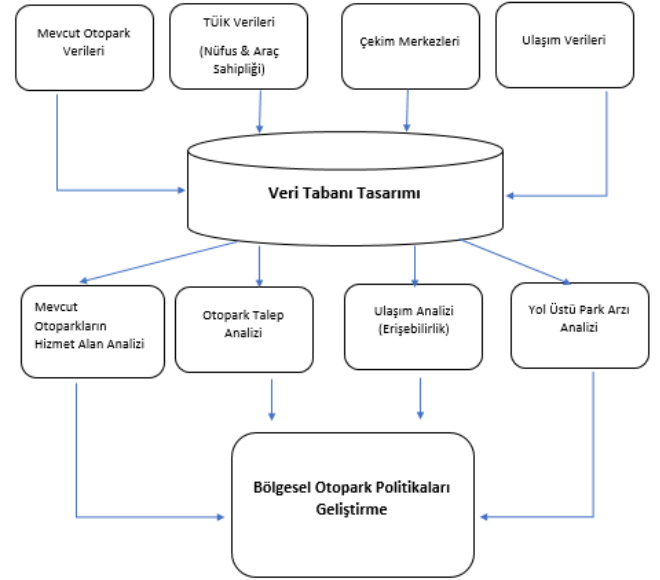 Mevcut Otopark
Verileri
TÜİK Verileri
(Nüfus & Araç
Sahipliği)
Çekim Merkezleri
Ulaşım Verileri
Veri Tabanı Tasarımı
Mevcut
Otoparkların
Hizmet Alan Analizi
Otopark Talep
Analizi
Ulaşım Analizi
(Erişebilirlik)
Yol Üstü Park Arzı
Analizi
Bölgesel Otopark Politikaları
Geliştirme